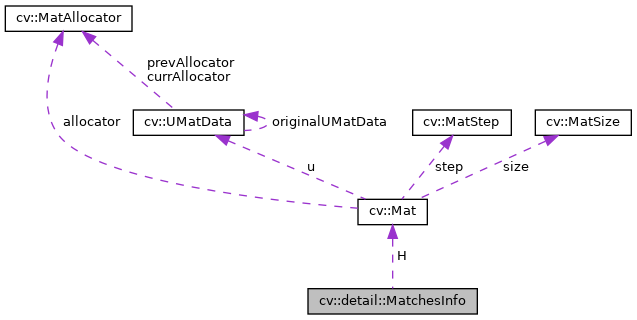 cv::MatAllocator
prevAllocator
currAllocator
allocator
cv::UMatData
originalUMatData
cv::MatStep
cv::MatSize
u
step
size
cv::Mat
H
cv::detail::MatchesInfo